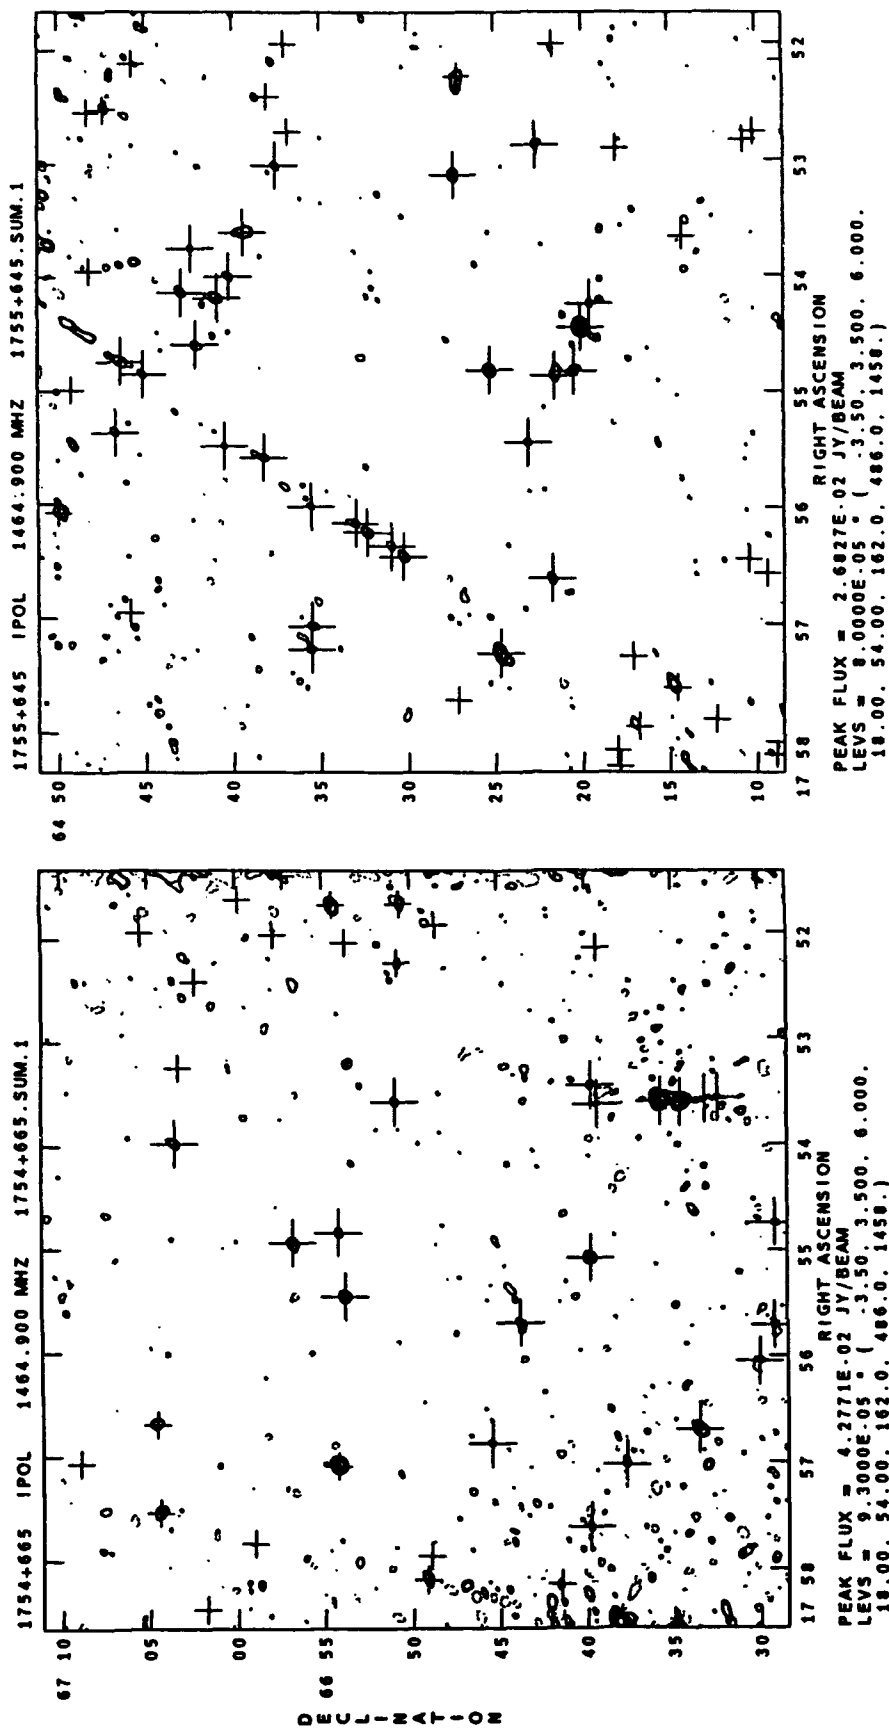 1754+665 IPOL 1464.900 MHZ 1754+665.SUM.1
67 10
05
00
66 55
50
45
40
35
30
DECLINATION
17 58
57
56
55
54
53
52
RIGHT ASCENSION
PEAK FLUX = 4.2771E-02 JY/BEAM
LEVS = 9.3000E-05 * ( -3.50, 3.500, 6.000,
18.00, 54.00, 162.0, 486.0, 1458.)
1755+645 IPOL 1464.900 MHZ 1755+645.SUM.1
64 50
45
40
35
30
25
20
15
10
17 58
57
56
55
54
53
52
RIGHT ASCENSION
PEAK FLUX = 2.6827E-02 JY/BEAM
LEVS = 8.0000E-05 * ( -3.50, 3.500, 6.000,
18.00, 54.00, 162.0, 486.0, 1458.)